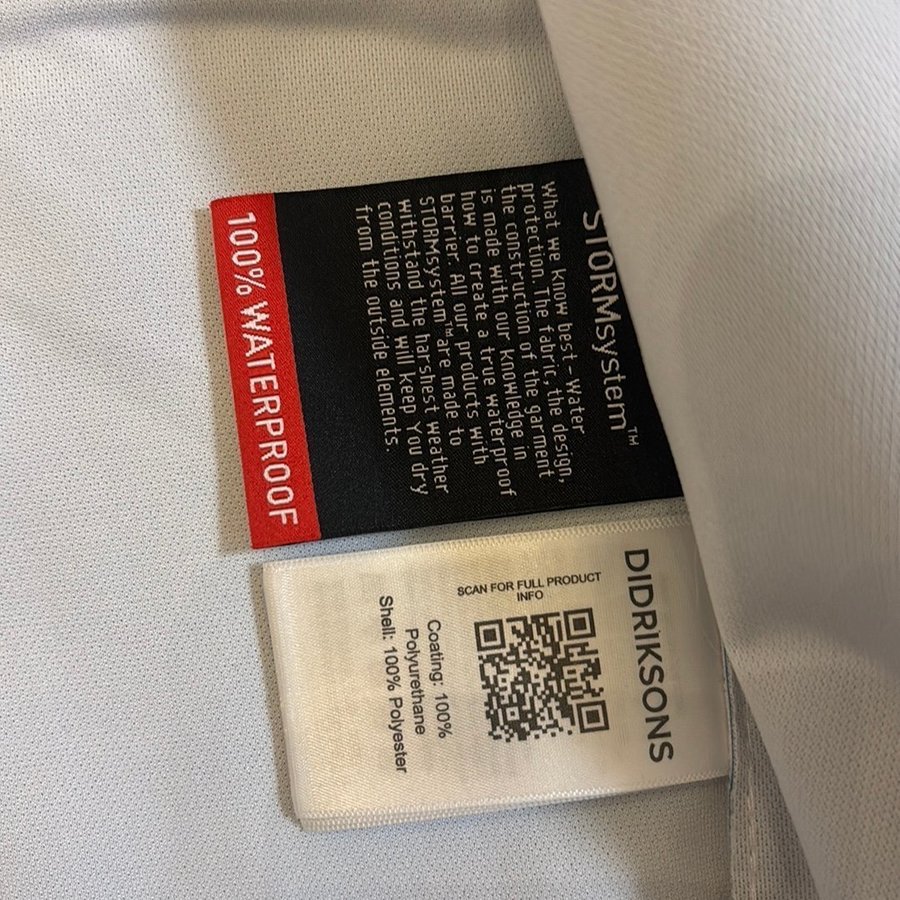 STORMsystem™
What we know best - Water
protection. The fabric, the design,
the construction of the garment
is made with our knowledge in
how to create a true waterproof
barrier. All our products with
STORMsystem™ are made to
withstand the harshest weather
conditions and will keep You dry
from the outside elements.
100% WATERPROOF
DIDRIKSONS
SCAN FOR FULL PRODUCT
INFO
Coating: 100%
Polyurethane
Shell: 100% Polyester